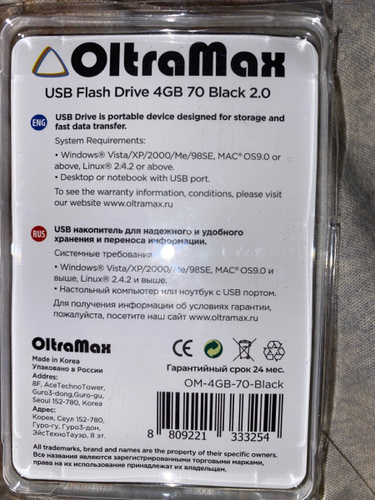 OltraMax
USB Flash Drive 4GB 70 Black 2.0
ENG
USB Drive is portable device designed for storage and
fast data transfer.
System Requirements:
• Windows® Vista/XP/2000/Me/98SE, MAC® OS9.0 or
above, Linux® 2.4.2 or above.
• Desktop or notebook with USB port.
To see the warranty information, conditions, please visit
our website www.oltramax.ru
RUS
USB накопитель для надежного и удобного
хранения и переноса информации.
Системные требования
• Windows® Vista/XP/2000/Me/98SE, MAC® OS9.0 и
выше, Linux® 2.4.2 и выше.
• Настольный компьютер или ноутбук с USB портом.
Для получения информации об условиях гарантии,
пожалуйста, посетите наш сайт www.oltramax.ru
OltraMax
Made in Korea
Упаковано в России
Addres:
8F, AceTechnoTower,
Guro3-dong,Guro-gu,
Seoul 152-780, Korea
Адрес:
Корея, Сеул 152-780,
Гуро-гу, Гуро3-дон,
ЭйсТехноТауэр, 8 эт.
CE
Гарантийный срок 24 мес.
OM-4GB-70-Black
8 809221 333254
All trademarks, brand and names are the property of their specific owners.
Все названия являются зарегистрированными торговыми марками,
права на их использование принадлежат их владельцам.